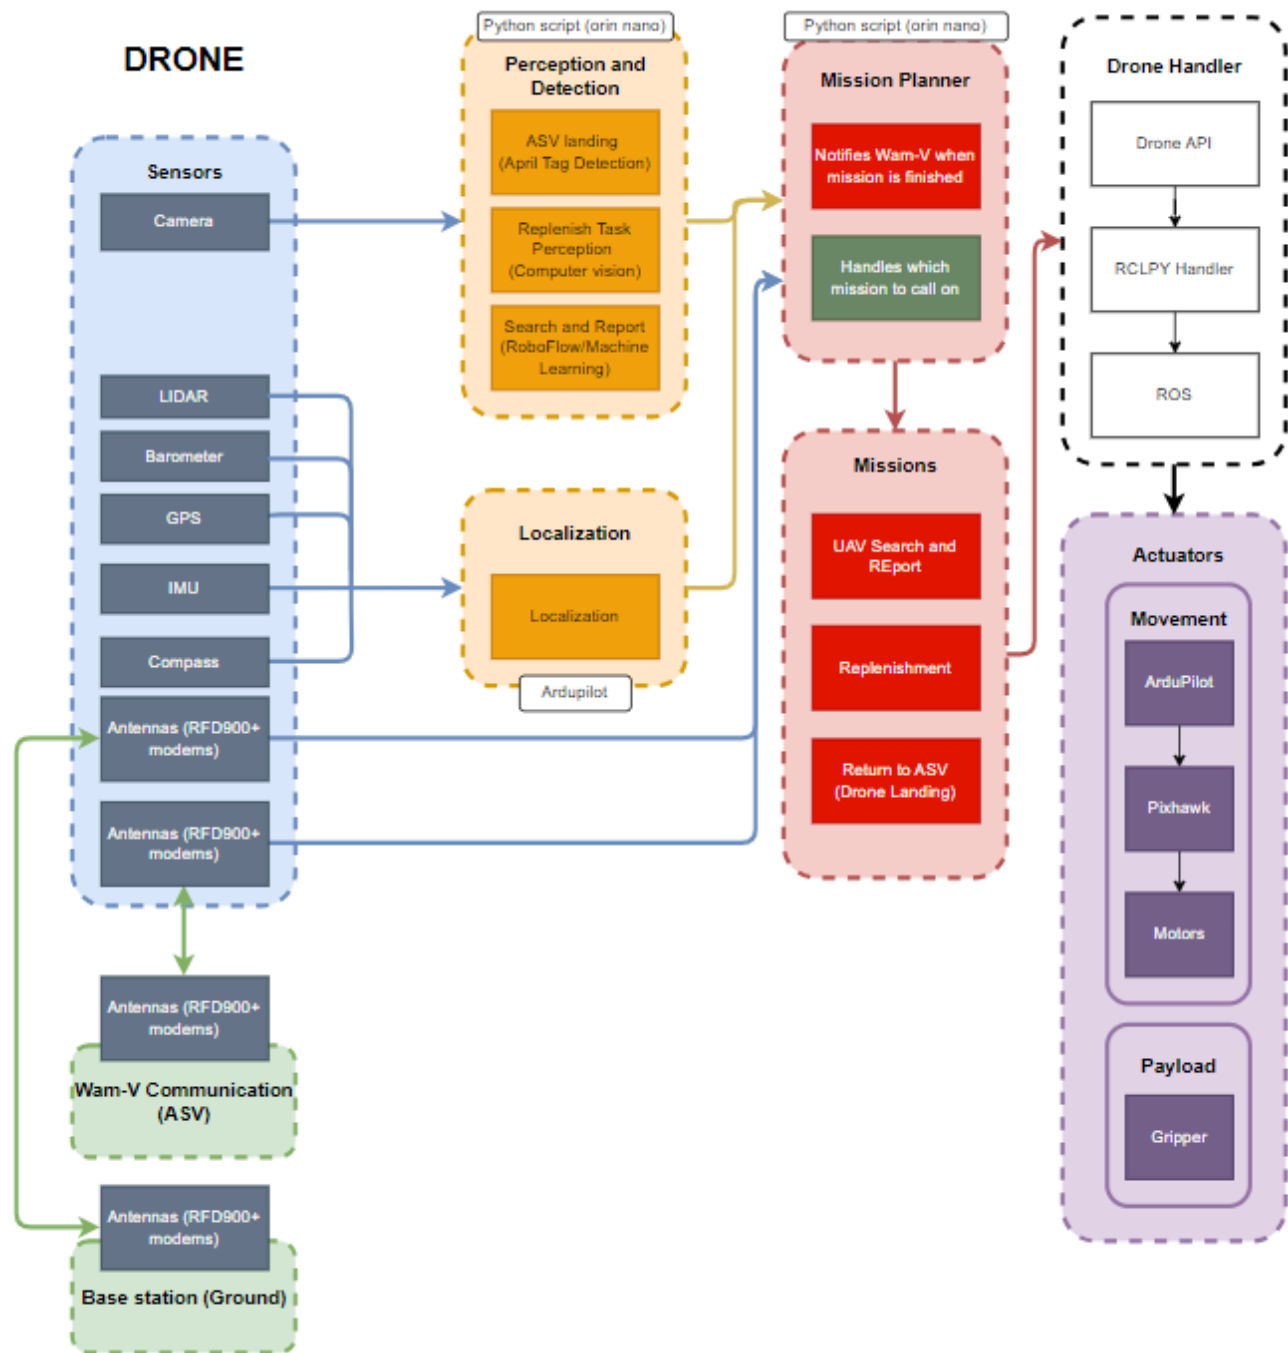 DRONE
Sensors
Camera
LIDAR
Barometer
GPS
IMU
Compass
Antennas (RFD900+
modems)
Antennas (RFD900+
modems)
Antennas (RFD900+
modems)
Wam-V Communication
(ASV)
Antennas (RFD900+
modems)
Base station (Ground)
Python script (orin nano)
Perception and
Detection
ASV landing
(April Tag Detection)
Replenish Task
Perception
(Computer vision)
Search and Report
(RoboFlow/Machine
Learning)
Localization
Localization
Ardupilot
Python script (orin nano)
Mission Planner
Notifies Wam-V when
mission is finished
Handles which
mission to call on
Missions
UAV Search and
REport
Replenishment
Return to ASV
(Drone Landing)
Drone Handler
Drone API
RCLPY Handler
ROS
Actuators
Movement
ArduPilot
Pixhawk
Motors
Payload
Gripper